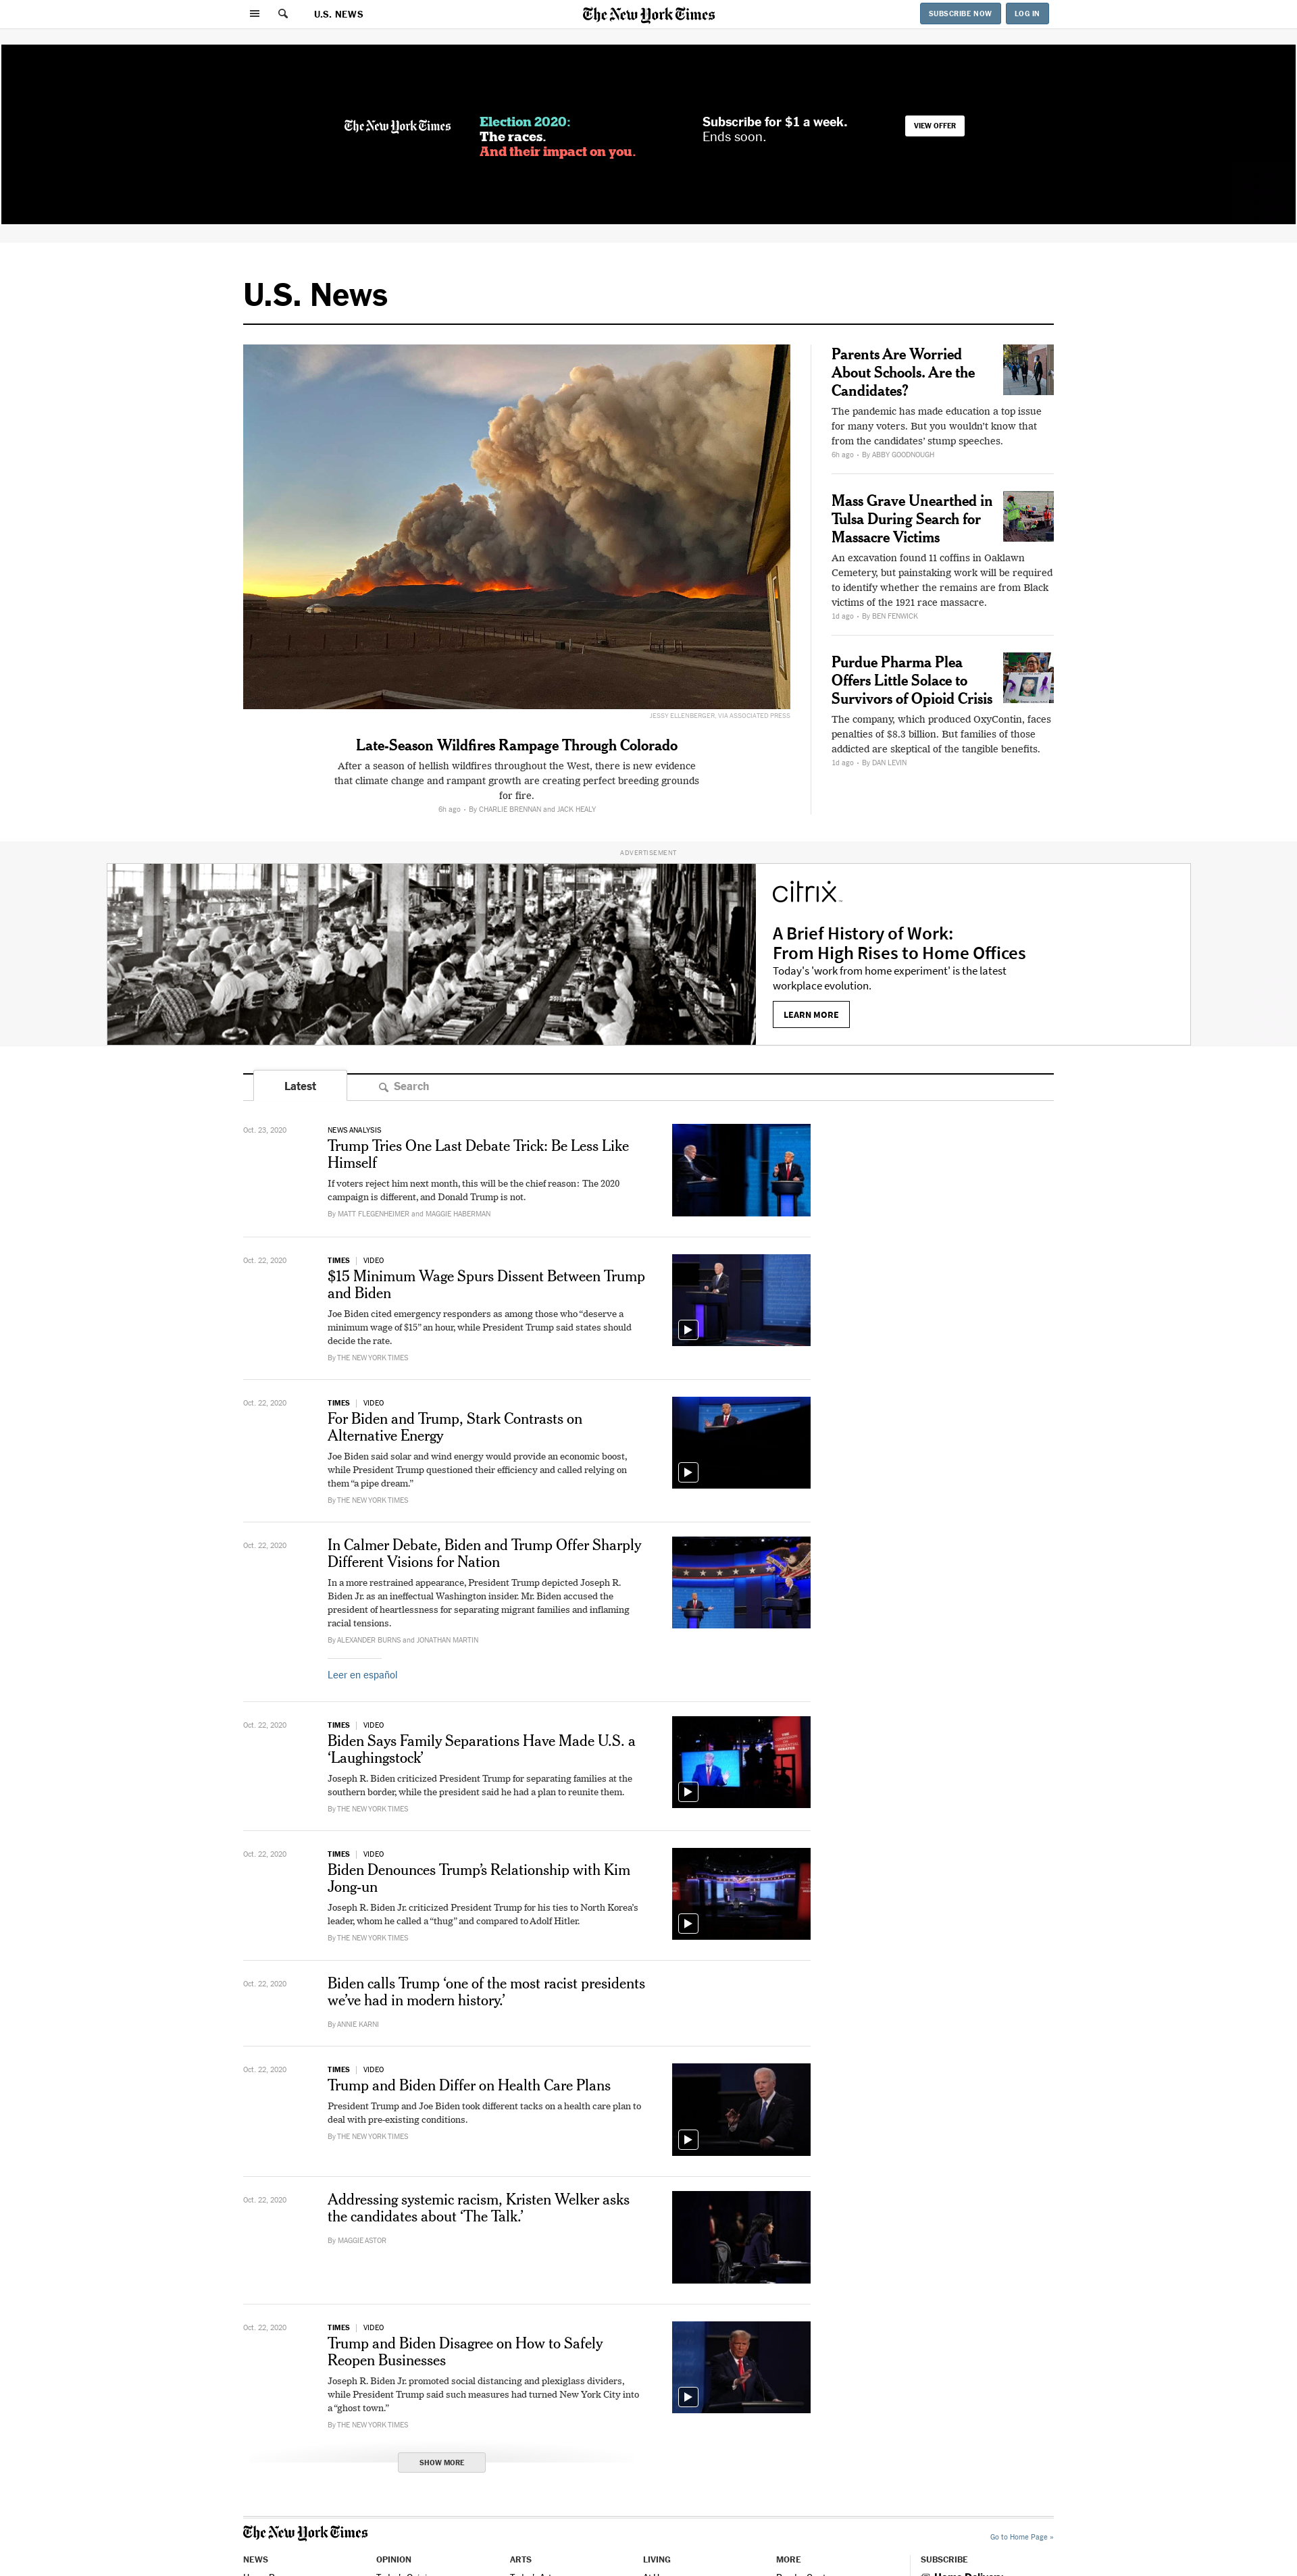 U.S. NEWS
The New York Times
SUBSCRIBE NOW
LOG IN
The New York Times
Election 2020:
The races.
And their impact on you.
Subscribe for $1 a week.
Ends soon.
VIEW OFFER
U.S. News
JESSY ELLENBERGER, VIA ASSOCIATED PRESS
Late-Season Wildfires Rampage Through Colorado
After a season of hellish wildfires throughout the West, there is new evidence
that climate change and rampant growth are creating perfect breeding grounds
for fire.
6h ago • By CHARLIE BRENNAN and JACK HEALY
Parents Are Worried
About Schools. Are the
Candidates?
The pandemic has made education a top issue
for many voters. But you wouldn't know that
from the candidates' stump speeches.
6h ago • By ABBY GOODNOUGH
Mass Grave Unearthed in
Tulsa During Search for
Massacre Victims
An excavation found 11 coffins in Oaklawn
Cemetery, but painstaking work will be required
to identify whether the remains are from Black
victims of the 1921 race massacre.
1d ago • By BEN FENWICK
Purdue Pharma Plea
Offers Little Solace to
Survivors of Opioid Crisis
The company, which produced OxyContin, faces
penalties of $8.3 billion. But families of those
addicted are skeptical of the tangible benefits.
1d ago • By DAN LEVIN
ADVERTISEMENT
citrix
A Brief History of Work:
From High Rises to Home Offices
Today's 'work from home experiment' is the latest
workplace evolution.
LEARN MORE
Latest
Search
Oct. 23, 2020
NEWS ANALYSIS
Trump Tries One Last Debate Trick: Be Less Like
Himself
If voters reject him next month, this will be the chief reason: The 2020
campaign is different, and Donald Trump is not.
By MATT FLEGENHEIMER and MAGGIE HABERMAN
Oct. 22, 2020
TIMES | VIDEO
$15 Minimum Wage Spurs Dissent Between Trump
and Biden
Joe Biden cited emergency responders as among those who “deserve a
minimum wage of $15” an hour, while President Trump said states should
decide the rate.
By THE NEW YORK TIMES
Oct. 22, 2020
TIMES | VIDEO
For Biden and Trump, Stark Contrasts on
Alternative Energy
Joe Biden said solar and wind energy would provide an economic boost,
while President Trump questioned their efficiency and called relying on
them “a pipe dream.”
By THE NEW YORK TIMES
Oct. 22, 2020
In Calmer Debate, Biden and Trump Offer Sharply
Different Visions for Nation
In a more restrained appearance, President Trump depicted Joseph R.
Biden Jr. as an ineffectual Washington insider. Mr. Biden accused the
president of heartlessness for separating migrant families and inflaming
racial tensions.
By ALEXANDER BURNS and JONATHAN MARTIN
Leer en español
Oct. 22, 2020
TIMES | VIDEO
Biden Says Family Separations Have Made U.S. a
‘Laughingstock’
Joseph R. Biden criticized President Trump for separating families at the
southern border, while the president said he had a plan to reunite them.
By THE NEW YORK TIMES
Oct. 22, 2020
TIMES | VIDEO
Biden Denounces Trump’s Relationship with Kim
Jong-un
Joseph R. Biden Jr. criticized President Trump for his ties to North Korea’s
leader, whom he called a “thug” and compared to Adolf Hitler.
By THE NEW YORK TIMES
Oct. 22, 2020
Biden calls Trump ‘one of the most racist presidents
we’ve had in modern history.’
By ANNIE KARNI
Oct. 22, 2020
TIMES | VIDEO
Trump and Biden Differ on Health Care Plans
President Trump and Joe Biden took different tacks on a health care plan to
deal with pre-existing conditions.
By THE NEW YORK TIMES
Oct. 22, 2020
Addressing systemic racism, Kristen Welker asks
the candidates about ‘The Talk.’
By MAGGIE ASTOR
Oct. 22, 2020
TIMES | VIDEO
Trump and Biden Disagree on How to Safely
Reopen Businesses
Joseph R. Biden Jr. promoted social distancing and plexiglass dividers,
while President Trump said such measures had turned New York City into
a “ghost town.”
By THE NEW YORK TIMES
SHOW MORE
The New York Times
Go to Home Page »
NEWS
OPINION
ARTS
LIVING
MORE
SUBSCRIBE